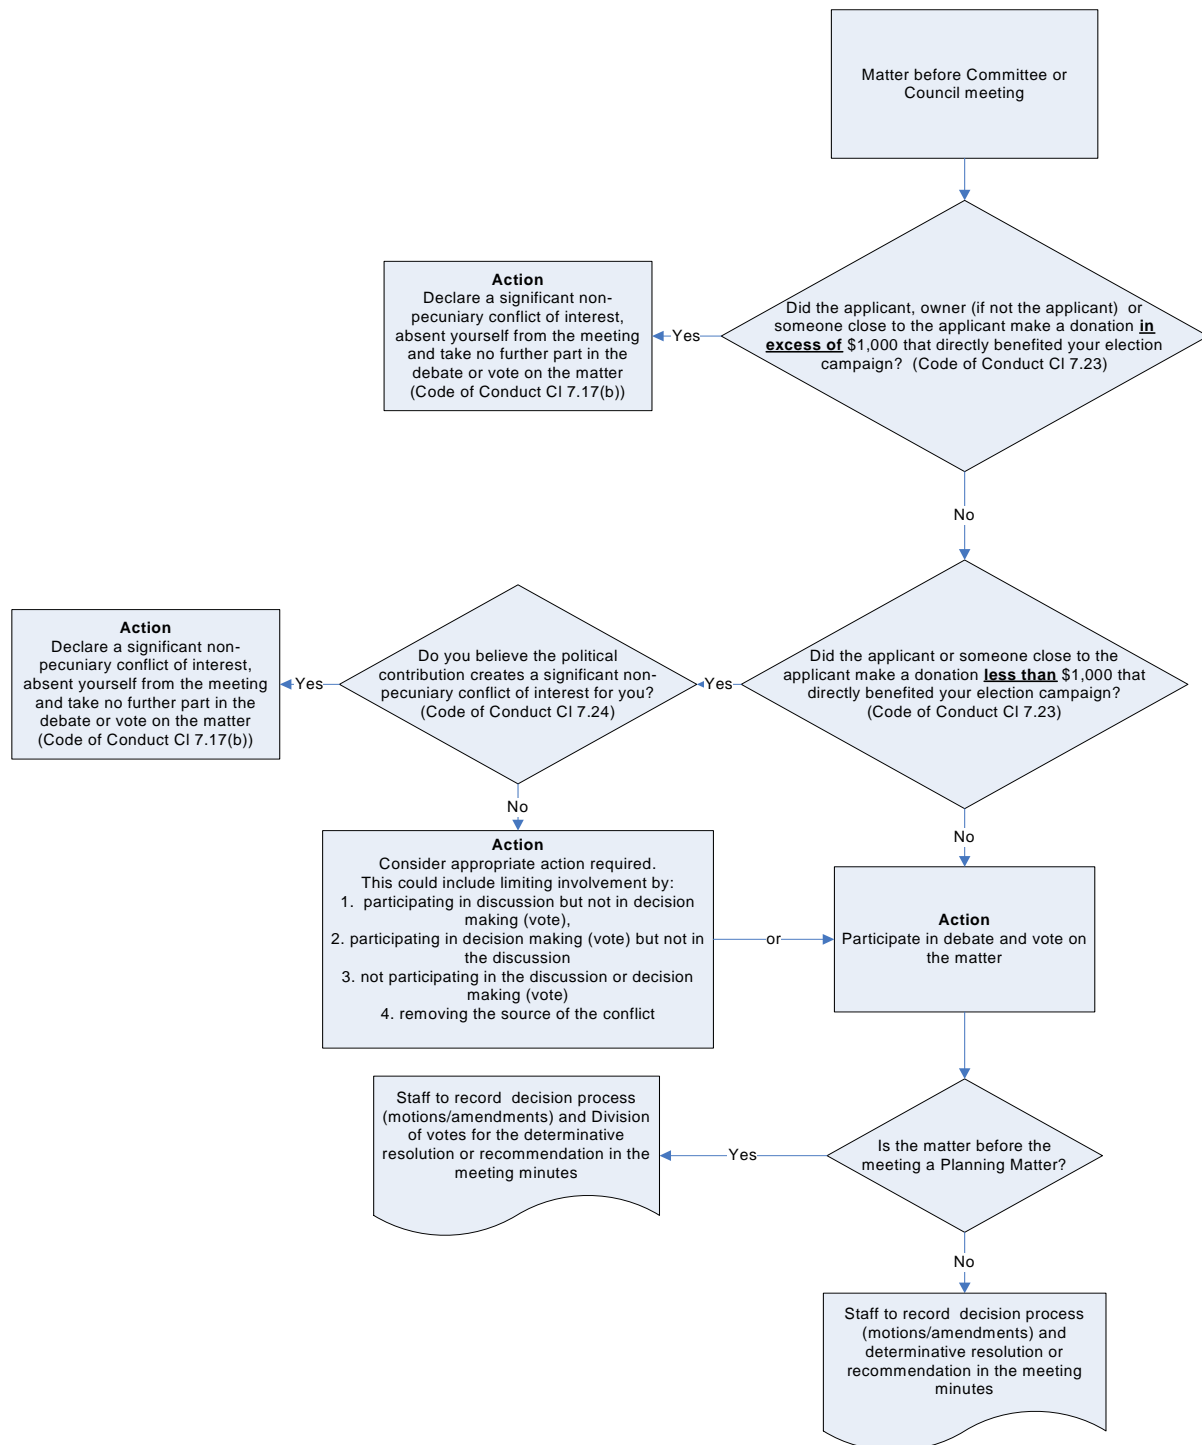 Matter before Committee or
Council meeting
Did the applicant, owner (if not the applicant)  or
someone close to the applicant make a donation in
excess of $1,000 that directly benefited your election
campaign?  (Code of Conduct Cl 7.23)
Yes
Action
Declare a significant non-
pecuniary conflict of interest,
absent yourself from the meeting
and take no further part in the
debate or vote on the matter
(Code of Conduct Cl 7.17(b))
No
Did the applicant or someone close to the
applicant make a donation less than $1,000 that
directly benefited your election campaign?
(Code of Conduct Cl 7.23)
Yes
Do you believe the political
contribution creates a significant non-
pecuniary conflict of interest for you?
(Code of Conduct Cl 7.24)
Yes
Action
Declare a significant non-
pecuniary conflict of interest,
absent yourself from the meeting
and take no further part in the
debate or vote on the matter
(Code of Conduct Cl 7.17(b))
No
Action
Consider appropriate action required.
This could include limiting involvement by:
1.  participating in discussion but not in decision
making (vote),
2. participating in decision making (vote) but not in
the discussion
3. not participating in the discussion or decision
making (vote)
4. removing the source of the conflict
or
No
Action
Participate in debate and vote on
the matter
Is the matter before the
meeting a Planning Matter?
Yes
Staff to record  decision process
(motions/amendments) and Division
of votes for the determinative
resolution or recommendation in the
meeting minutes
No
Staff to record  decision process
(motions/amendments) and
determinative resolution or
recommendation in the meeting
minutes